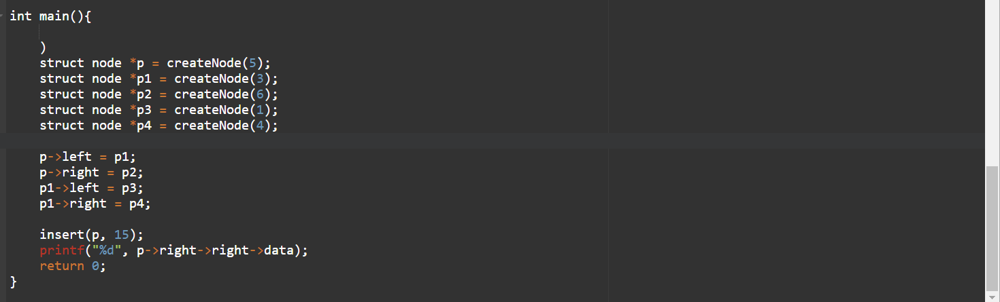 int main(){
)
struct node *p = createNode(5);
struct node *p1 = createNode(3);
struct node *p2 = createNode(6);
struct node *p3 = createNode(1);
struct node *p4 = createNode(4);
p->left = p1;
p->right = p2;
p1->left = p3;
p1->right = p4;
insert(p, 15);
printf("%d", p->right->right->data);
return 0;
}